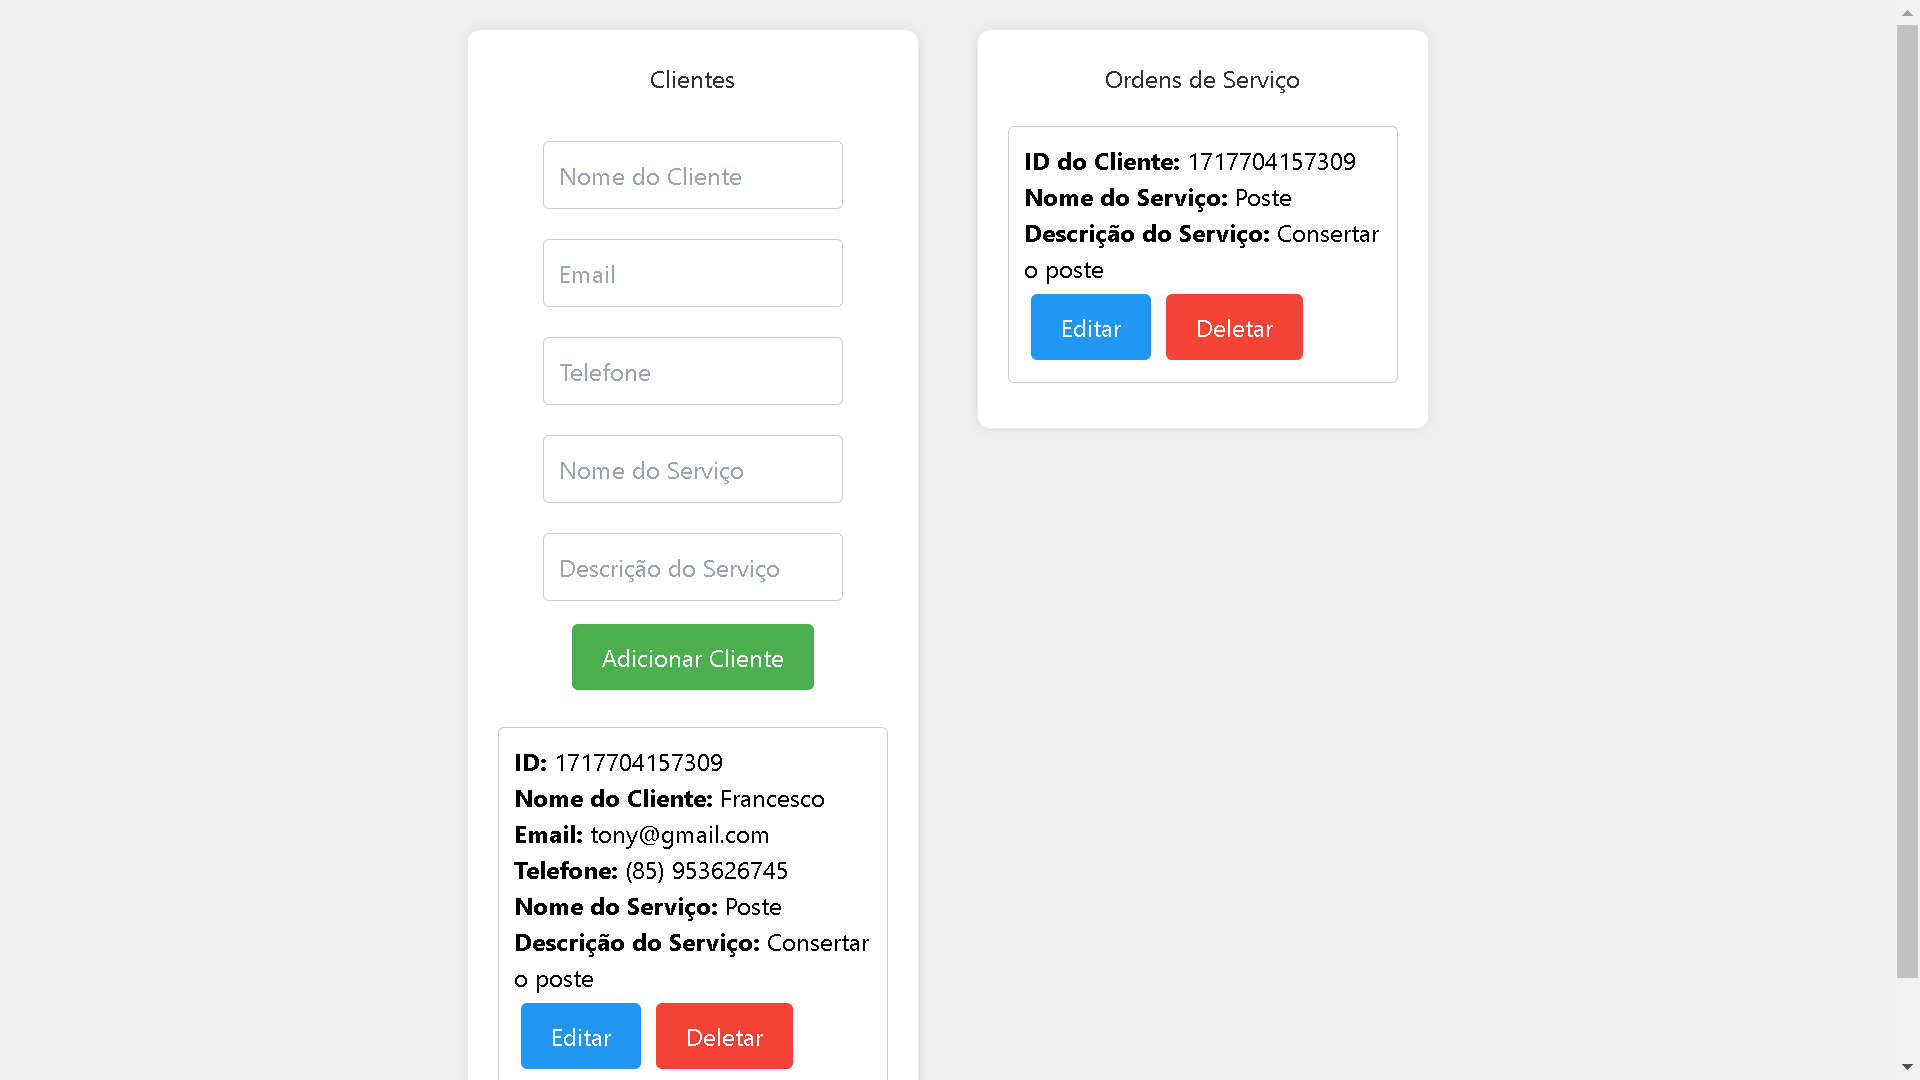 Clientes
Nome do Cliente
Email
Telefone
Nome do Serviço
Descrição do Serviço
Adicionar Cliente
ID: 1717704157309
Nome do Cliente: Francesco
Email: tony@gmail.com
Telefone: (85) 953626745
Nome do Serviço: Poste
Descrição do Serviço: Consertar
o poste
Editar Deletar
Ordens de Serviço
ID do Cliente: 1717704157309
Nome do Serviço: Poste
Descrição do Serviço: Consertar
o poste
Editar Deletar